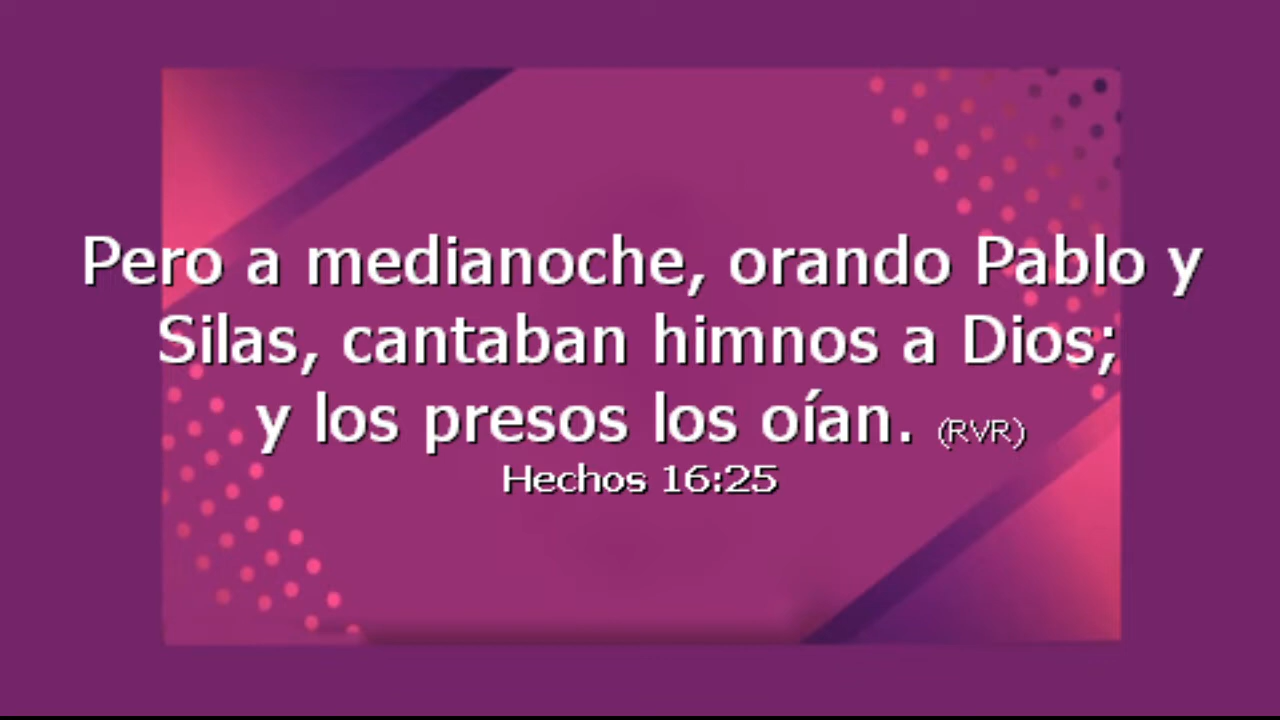 Pero a medianoche, orando Pablo y
Silas, cantaban himnos a Dios;
y los presos los oían. (RVR)
Hechos 16:25